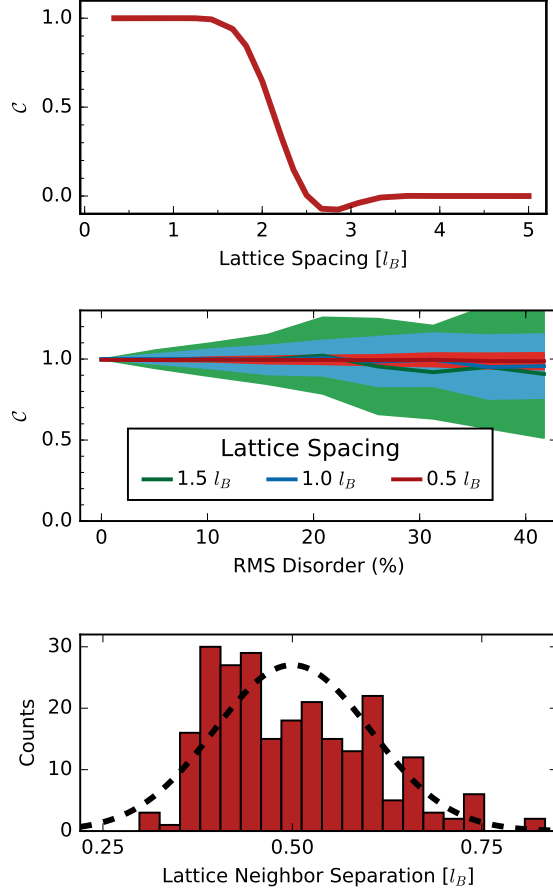 1.0
0.5
0.0
𝒞
0 1 2 3 4 5
Lattice Spacing [l_B]
1.0
0.5
0.0
𝒞
Lattice Spacing
1.5 l_B 1.0 l_B 0.5 l_B
0 10 20 30 40
RMS Disorder (%)
30
20
10
0
Counts
0.25 0.50 0.75
Lattice Neighbor Separation [l_B]